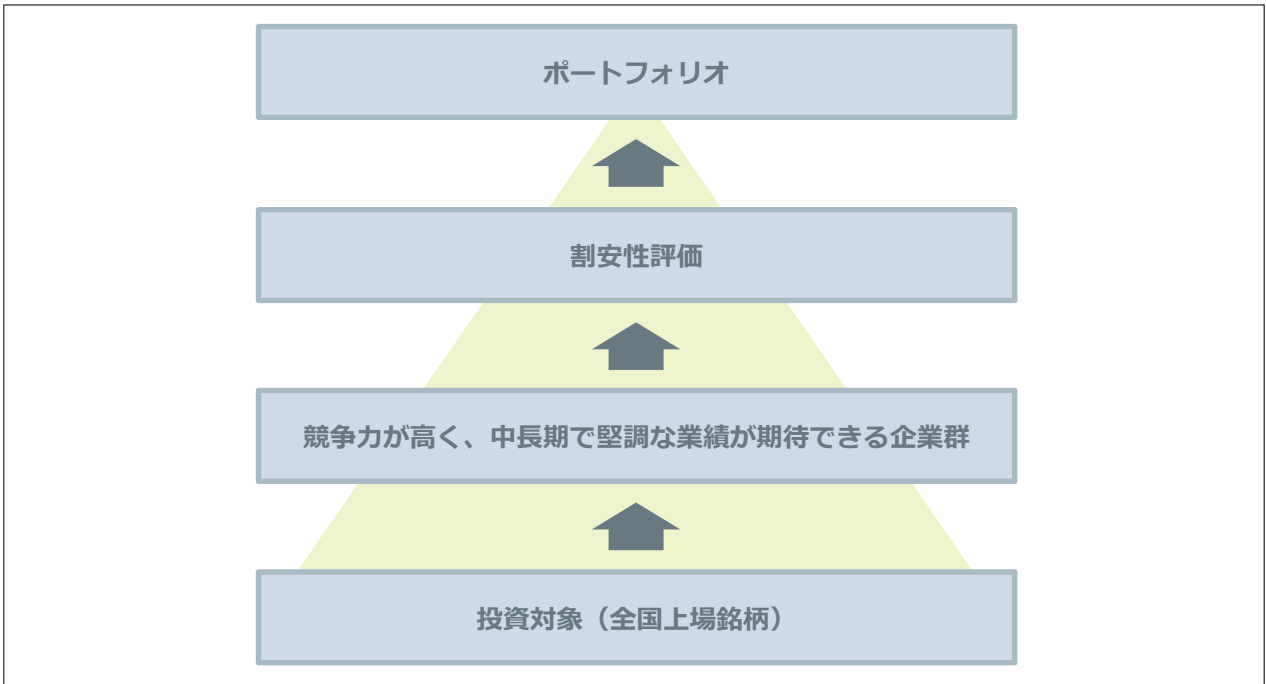 ポートフォリオ
割安性評価
競争力が高く、中長期で堅調な業績が期待できる企業群
投資対象（全国上場銘柄）